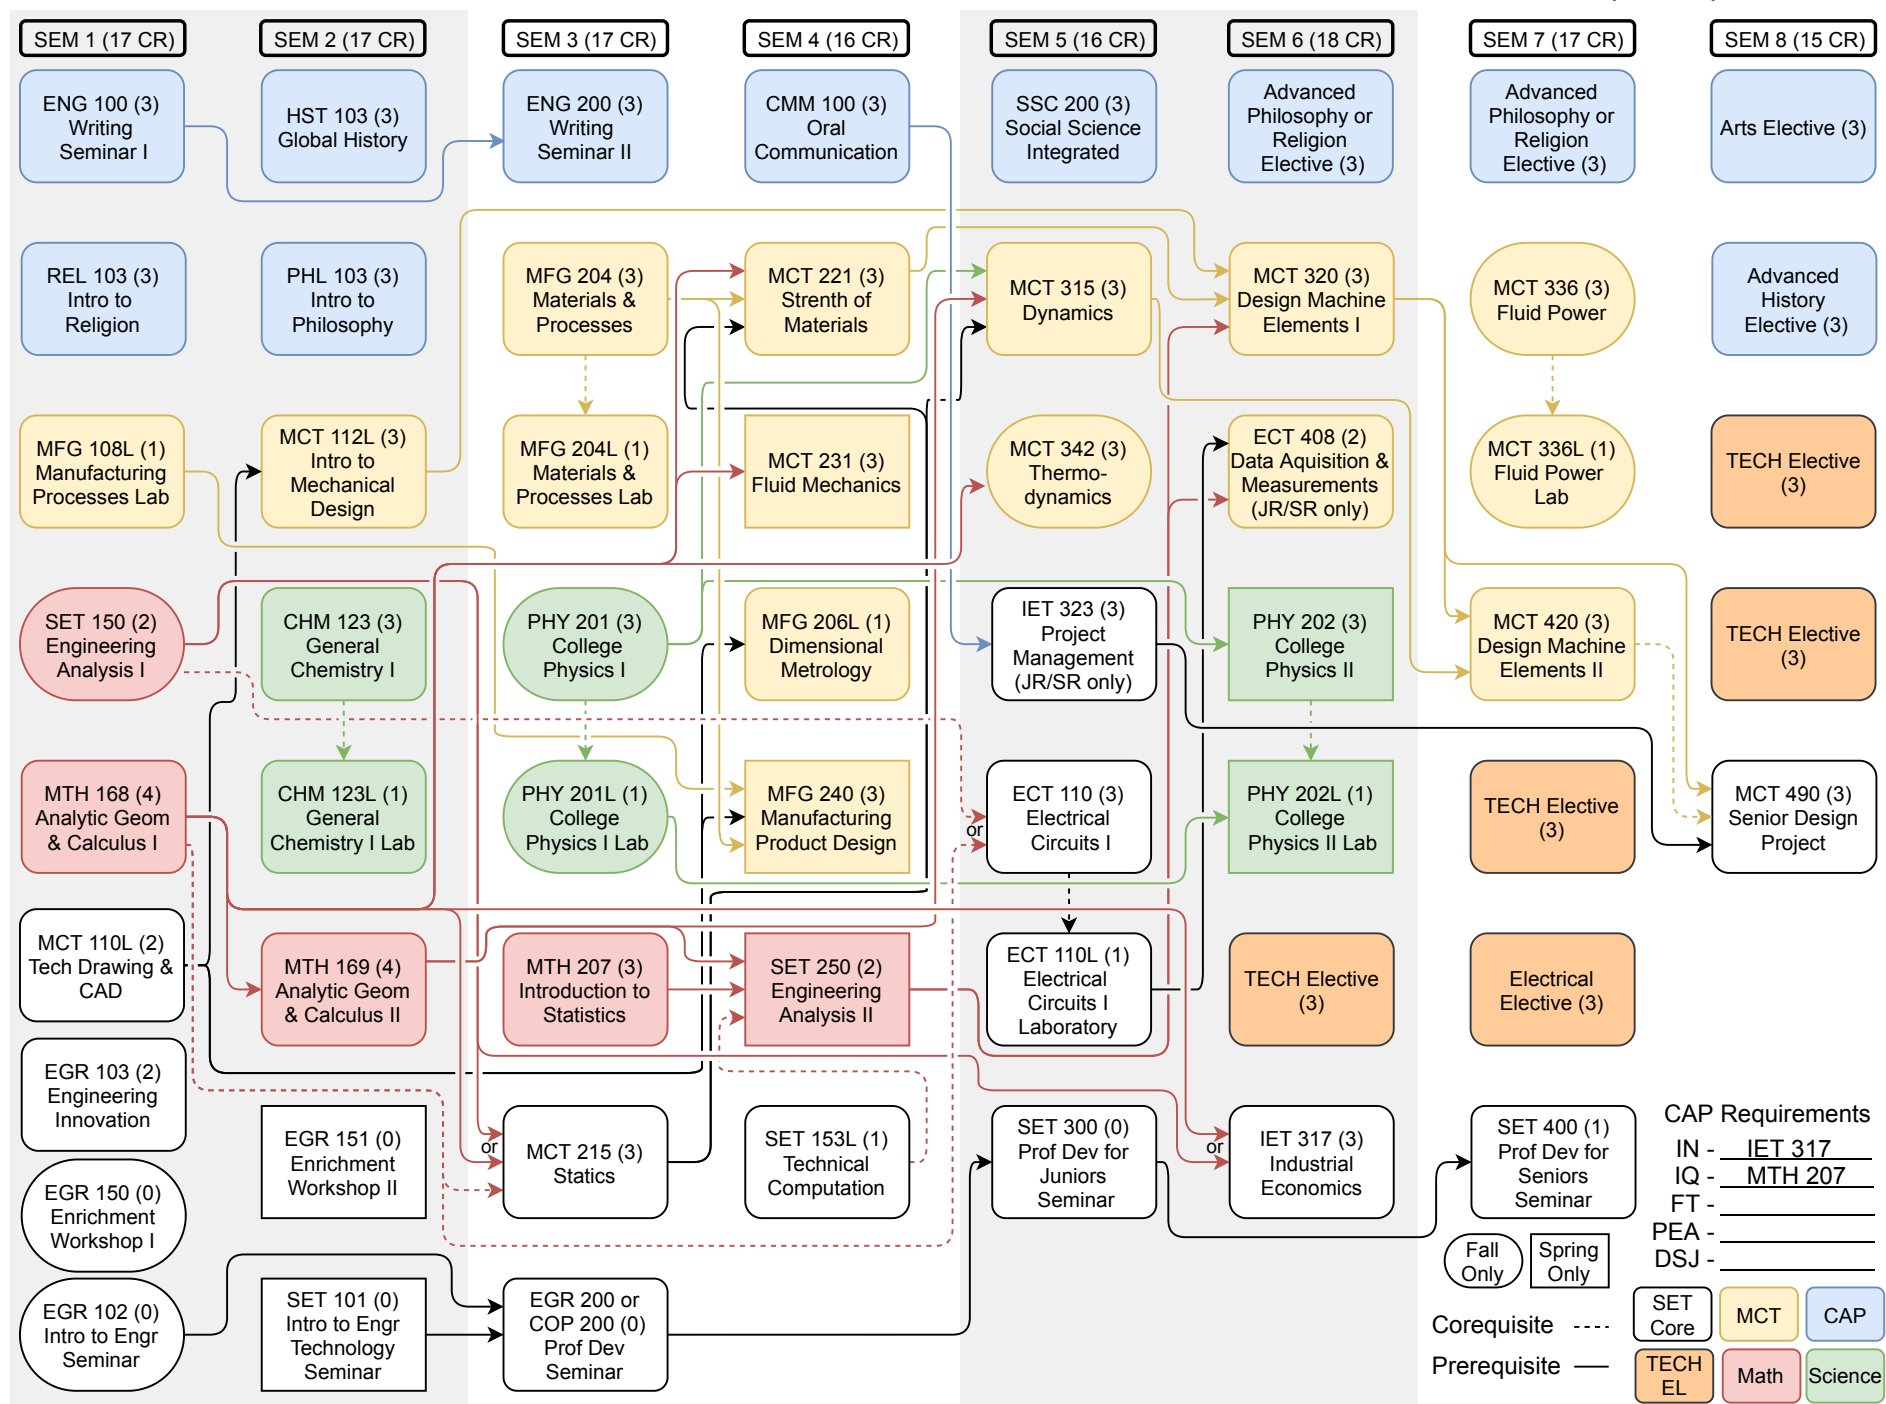 SEM 1 (17 CR)
SEM 2 (17 CR)
SEM 3 (17 CR)
SEM 4 (16 CR)
SEM 5 (16 CR)
SEM 6 (18 CR)
SEM 7 (17 CR)
SEM 8 (15 CR)
ENG 100 (3)
Writing
Seminar I
HST 103 (3)
Global History
ENG 200 (3)
Writing
Seminar II
CMM 100 (3)
Oral
Communication
SSC 200 (3)
Social Science
Integrated
Advanced
Philosophy or
Religion
Elective (3)
Advanced
Philosophy or
Religion
Elective (3)
Arts Elective (3)
REL 103 (3)
Intro to
Religion
PHL 103 (3)
Intro to
Philosophy
MFG 204 (3)
Materials &
Processes
MCT 221 (3)
Strenth of
Materials
MCT 315 (3)
Dynamics
MCT 320 (3)
Design Machine
Elements I
MCT 336 (3)
Fluid Power
Advanced
History
Elective (3)
MFG 108L (1)
Manufacturing
Processes Lab
MCT 112L (3)
Intro to
Mechanical
Design
MFG 204L (1)
Materials &
Processes Lab
MCT 231 (3)
Fluid Mechanics
MCT 342 (3)
Thermo-
dynamics
ECT 408 (2)
Data Aquisition &
Measurements
(JR/SR only)
MCT 336L (1)
Fluid Power
Lab
TECH Elective
(3)
SET 150 (2)
Engineering
Analysis I
CHM 123 (3)
General
Chemistry I
PHY 201 (3)
College
Physics I
MFG 206L (1)
Dimensional
Metrology
IET 323 (3)
Project
Management
(JR/SR only)
PHY 202 (3)
College
Physics II
MCT 420 (3)
Design Machine
Elements II
TECH Elective
(3)
MTH 168 (4)
Analytic Geom
& Calculus I
CHM 123L (1)
General
Chemistry I Lab
PHY 201L (1)
College
Physics I Lab
MFG 240 (3)
Manufacturing
Product Design
or
ECT 110 (3)
Electrical
Circuits I
PHY 202L (1)
College
Physics II Lab
TECH Elective
(3)
MCT 490 (3)
Senior Design
Project
MCT 110L (2)
Tech Drawing &
CAD
MTH 169 (4)
Analytic Geom
& Calculus II
MTH 207 (3)
Introduction to
Statistics
SET 250 (2)
Engineering
Analysis II
ECT 110L (1)
Electrical
Circuits I
Laboratory
TECH Elective
(3)
Electrical
Elective (3)
EGR 103 (2)
Engineering
Innovation
EGR 151 (0)
Enrichment
Workshop II
or
MCT 215 (3)
Statics
SET 153L (1)
Technical
Computation
SET 300 (0)
Prof Dev for
Juniors
Seminar
or
IET 317 (3)
Industrial
Economics
SET 400 (1)
Prof Dev for
Seniors
Seminar
EGR 150 (0)
Enrichment
Workshop I
EGR 102 (0)
Intro to Engr
Seminar
SET 101 (0)
Intro to Engr
Technology
Seminar
EGR 200 or
COP 200 (0)
Prof Dev
Seminar
CAP Requirements
IN - IET 317
IQ - MTH 207
FT -
PEA -
DSJ -
Fall
Only
Spring
Only
Corequisite
Prerequisite
SET
Core
MCT
CAP
TECH
EL
Math
Science